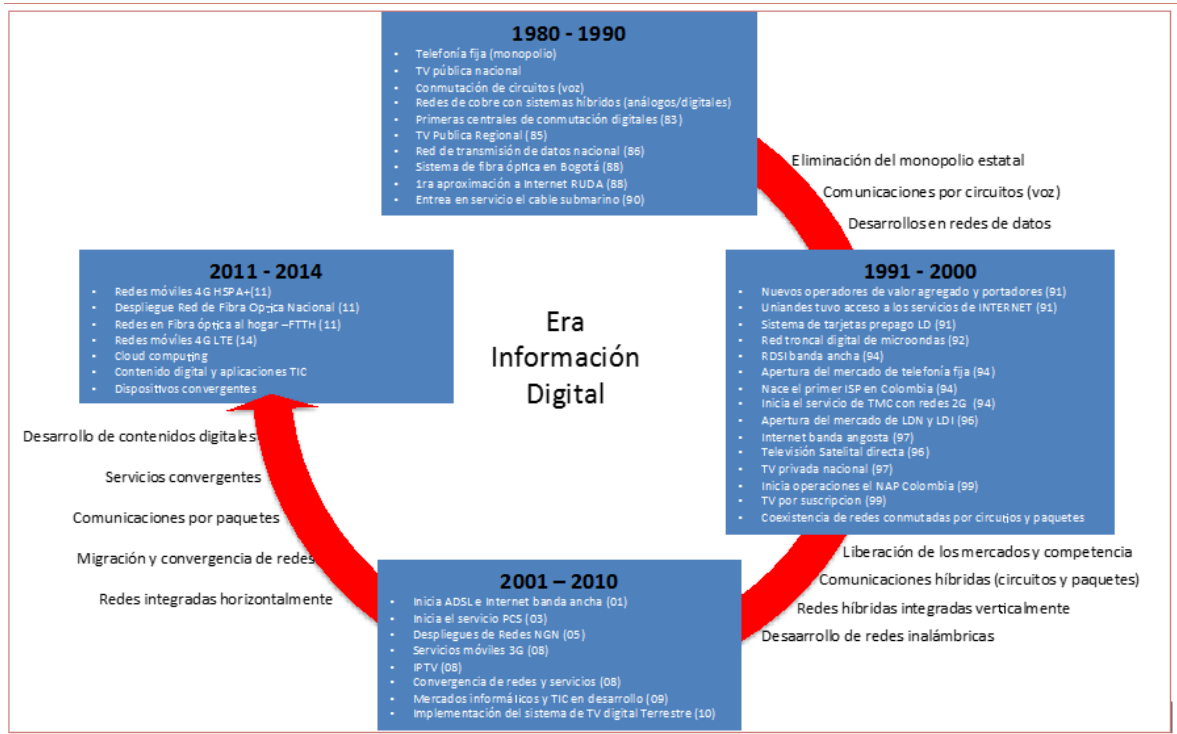 1980 - 1990
• Telefonía fija (monopolio)
• TV pública nacional
• Conmutación de circuitos (voz)
• Redes de cobre con sistemas híbridos (análogos/digitales)
• Primeras centrales de conmutación digitales (83)
• TV Publica Regional (85)
• Red de transmisión de datos nacional (86)
• Sistema de fibra óptica en Bogotá (88)
• 1ra aproximación a Internet RUDA (88)
• Entrea en servicio el cable submarino (90)
Eliminación del monopolio estatal
Comunicaciones por circuitos (voz)
Desarrollos en redes de datos
1991 - 2000
• Nuevos operadores de valor agregado y portadores (91)
• Uniandes tuvo acceso a los servicios de INTERNET (91)
• Sistema de tarjetas prepago LD (91)
• Red troncal digital de microondas (92)
• RDSI banda ancha (94)
• Apertura del mercado de telefonía fija (94)
• Nace el primer ISP en Colombia (94)
• Inicia el servicio de TMC con redes 2G (94)
• Apertura del mercado de LDN y LDI (96)
• Internet banda angosta (97)
• Televisión Satelital directa (96)
• TV privada nacional (97)
• Inicia operaciones el NAP Colombia (99)
• TV por suscripcion (99)
• Coexistencia de redes conmutadas por circutios y paquetes
Liberación de los mercados y competencia
Comunicaciones híbridas (circuitos y paquetes)
Redes híbridas integradas verticalmente
Desaarrollo de redes inalámbricas
2001 – 2010
• Inicia ADSL e Internet banda ancha (01)
• Inicia el servicio PCS (03)
• Despliegues de Redes NGN (05)
• Servicios móviles 3G (08)
• IPTV (08)
• Convergencia de redes y servicios (08)
• Mercados informálicos y TIC en desarrollo (09)
• Implementación del sistema de TV digital Terrestre (10)
Desarrollo de contenidos digitales
Servicios convergentes
Comunicaciones por paquetes
Migración y convergencia de redes
Redes integradas horizontalmente
2011 - 2014
• Redes móviles 4G HSPA+(11)
• Despliegue Red de Fibra Optica Nacional (11)
• Redes en Fibra óptica al hogar –FTTH (11)
• Redes móviles 4G LTE (14)
• Cloud computing
• Contenido digital y aplicaciones TIC
• Dispositivos convergentes
Era
Información
Digital